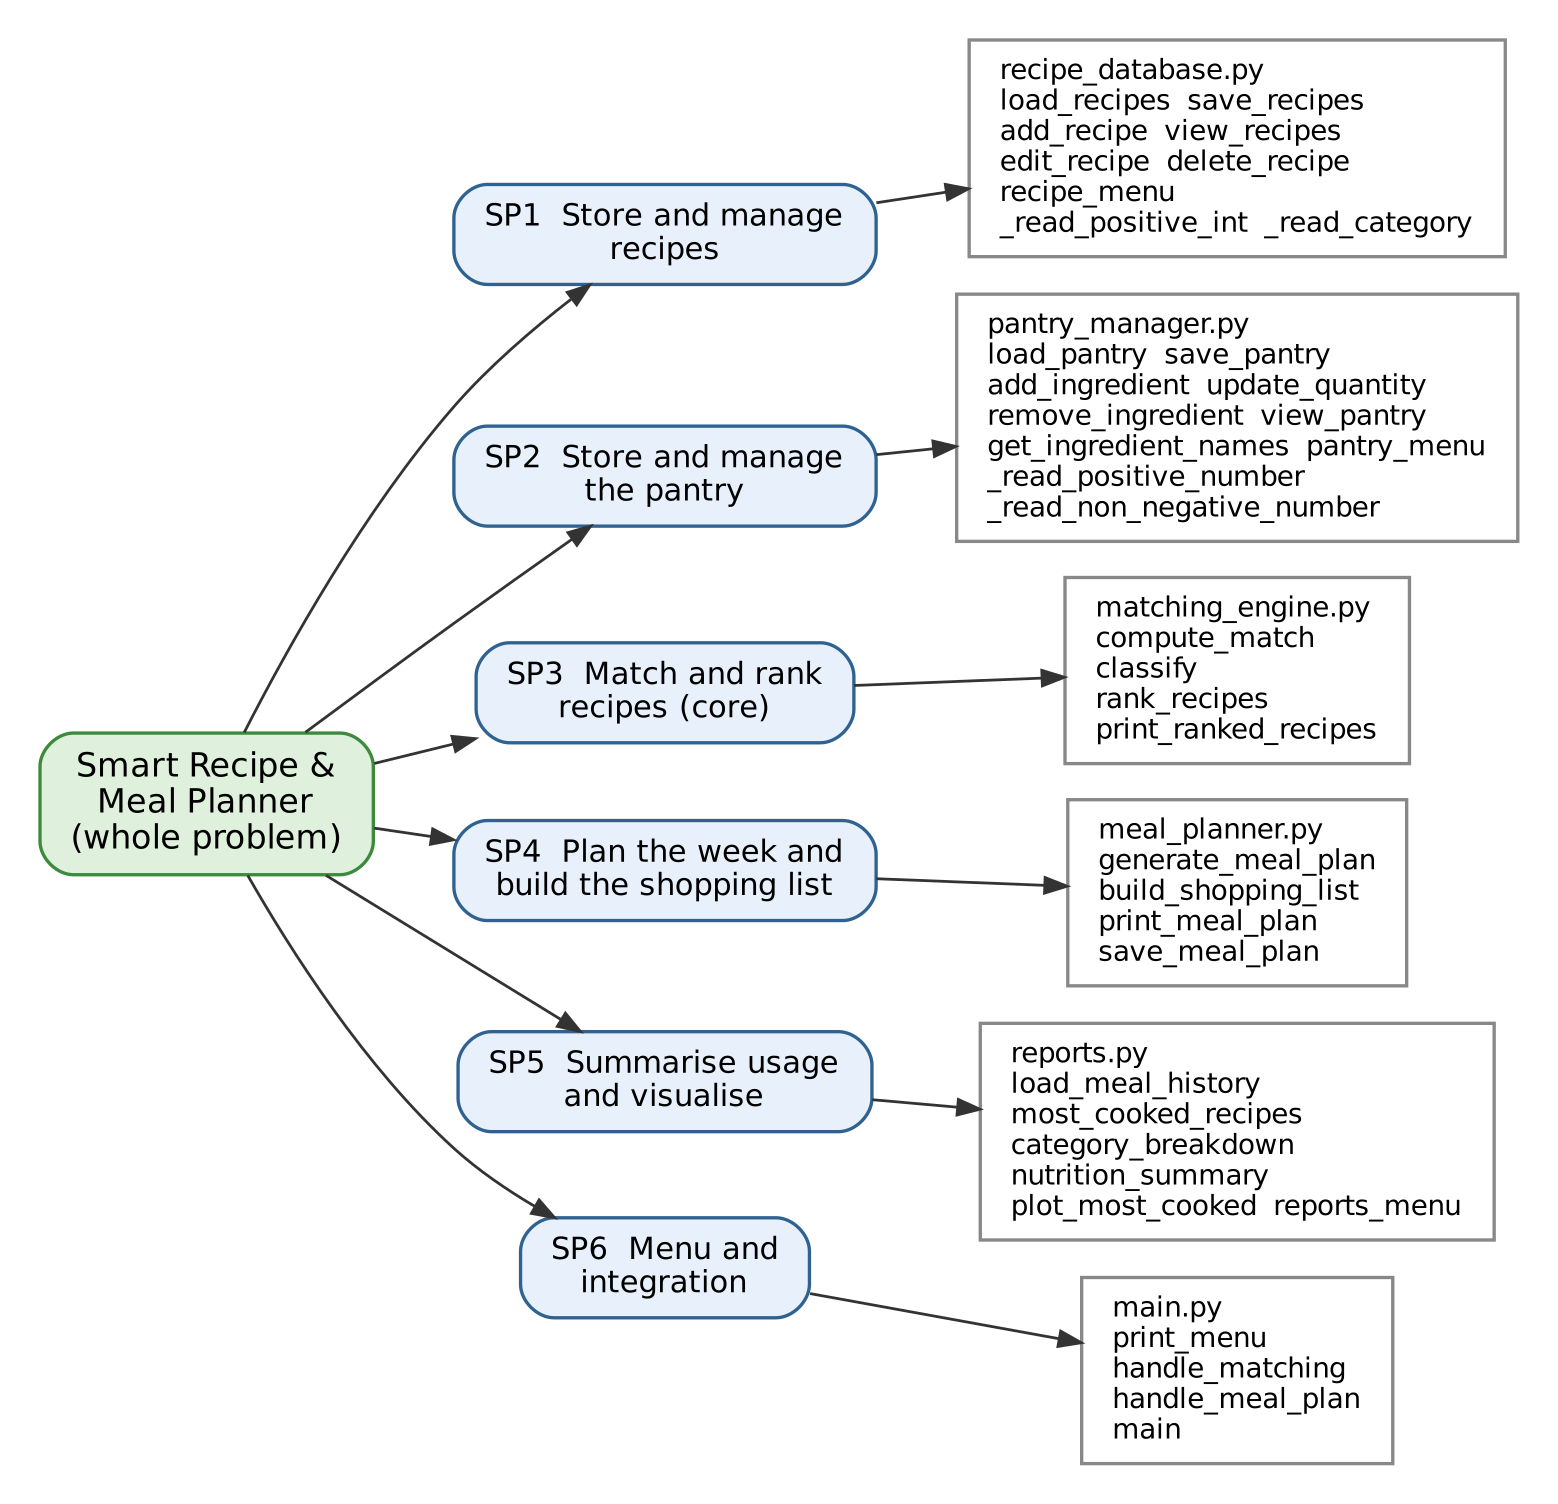 Smart Recipe &
Meal Planner
(whole problem)
SP1  Store and manage
recipes
recipe_database.py
load_recipes  save_recipes
add_recipe  view_recipes
edit_recipe  delete_recipe
recipe_menu
_read_positive_int  _read_category
SP2  Store and manage
the pantry
pantry_manager.py
load_pantry  save_pantry
add_ingredient  update_quantity
remove_ingredient  view_pantry
get_ingredient_names  pantry_menu
_read_positive_number
_read_non_negative_number
SP3  Match and rank
recipes (core)
matching_engine.py
compute_match
classify
rank_recipes
print_ranked_recipes
SP4  Plan the week and
build the shopping list
meal_planner.py
generate_meal_plan
build_shopping_list
print_meal_plan
save_meal_plan
SP5  Summarise usage
and visualise
reports.py
load_meal_history
most_cooked_recipes
category_breakdown
nutrition_summary
plot_most_cooked  reports_menu
SP6  Menu and
integration
main.py
print_menu
handle_matching
handle_meal_plan
main